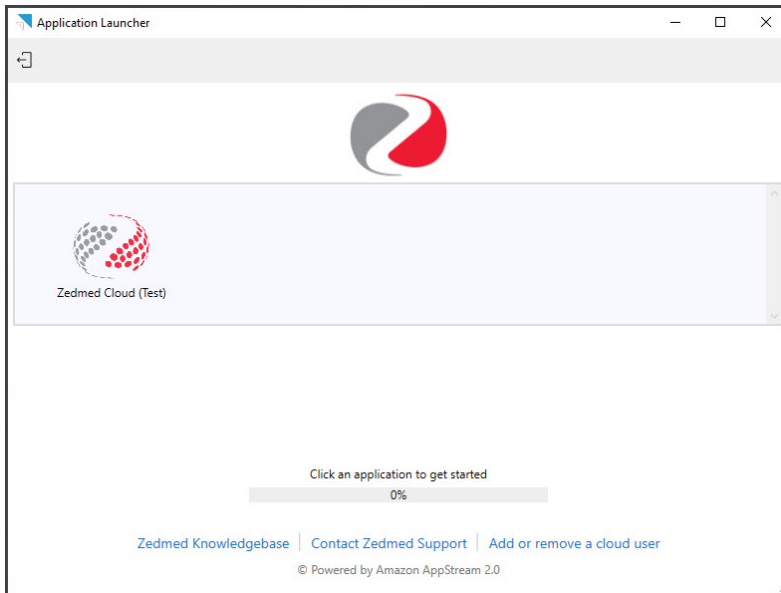 Application Launcher
Zedmed Cloud (Test)
Click an application to get started
0%
Zedmed Knowledgebase | Contact Zedmed Support | Add or remove a cloud user
© Powered by Amazon AppStream 2.0